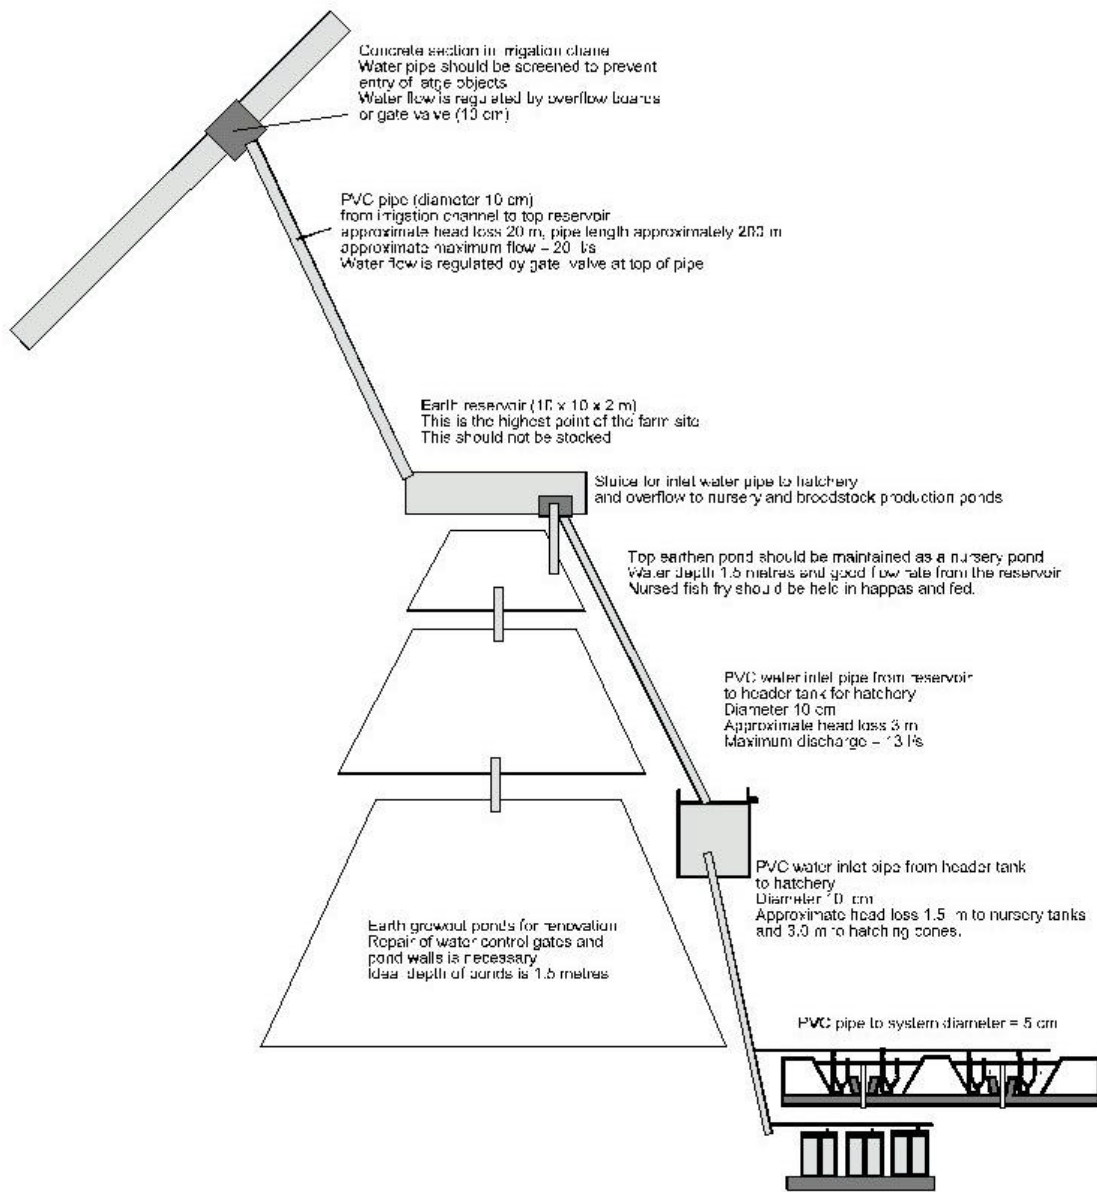 Concrete section in irrigation channel
Water pipe should be screened to prevent
entry of large objects
Water flow is regulated by overflow boards
or gate valve (10 cm)
PVC pipe (diameter 10 cm)
from irrigation channel to top reservoir
approximate head loss 20 m, pipe length approximately 200 m
approximate maximum flow = 20 l/s
Water flow is regulated by gate valve at top of pipe
Earth reservoir (10 x 10 x 2 m)
This is the highest point of the farm site
This should not be stocked
Sluice for inlet water pipe to hatchery
and overflow to nursery and broodstock production ponds
Top earthen pond should be maintained as a nursery pond
Water depth 1.5 metres and good flow rate from the reservoir
Nursed fish fry should be held in happas and fed.
PVC water inlet pipe from reservoir
to header tank for hatchery
Diameter 10 cm
Approximate head loss 3 m
Maximum discharge = 13 l/s
PVC water inlet pipe from header tank
to hatchery
Diameter 10 cm
Approximate head loss 1.5 m to nursery tanks
and 3.0 m to hatching cones.
Earth growout ponds for renovation
Repair of water control gates and
pond walls is necessary
Ideal depth of ponds is 1.5 metres
PVC pipe to system diameter = 5 cm